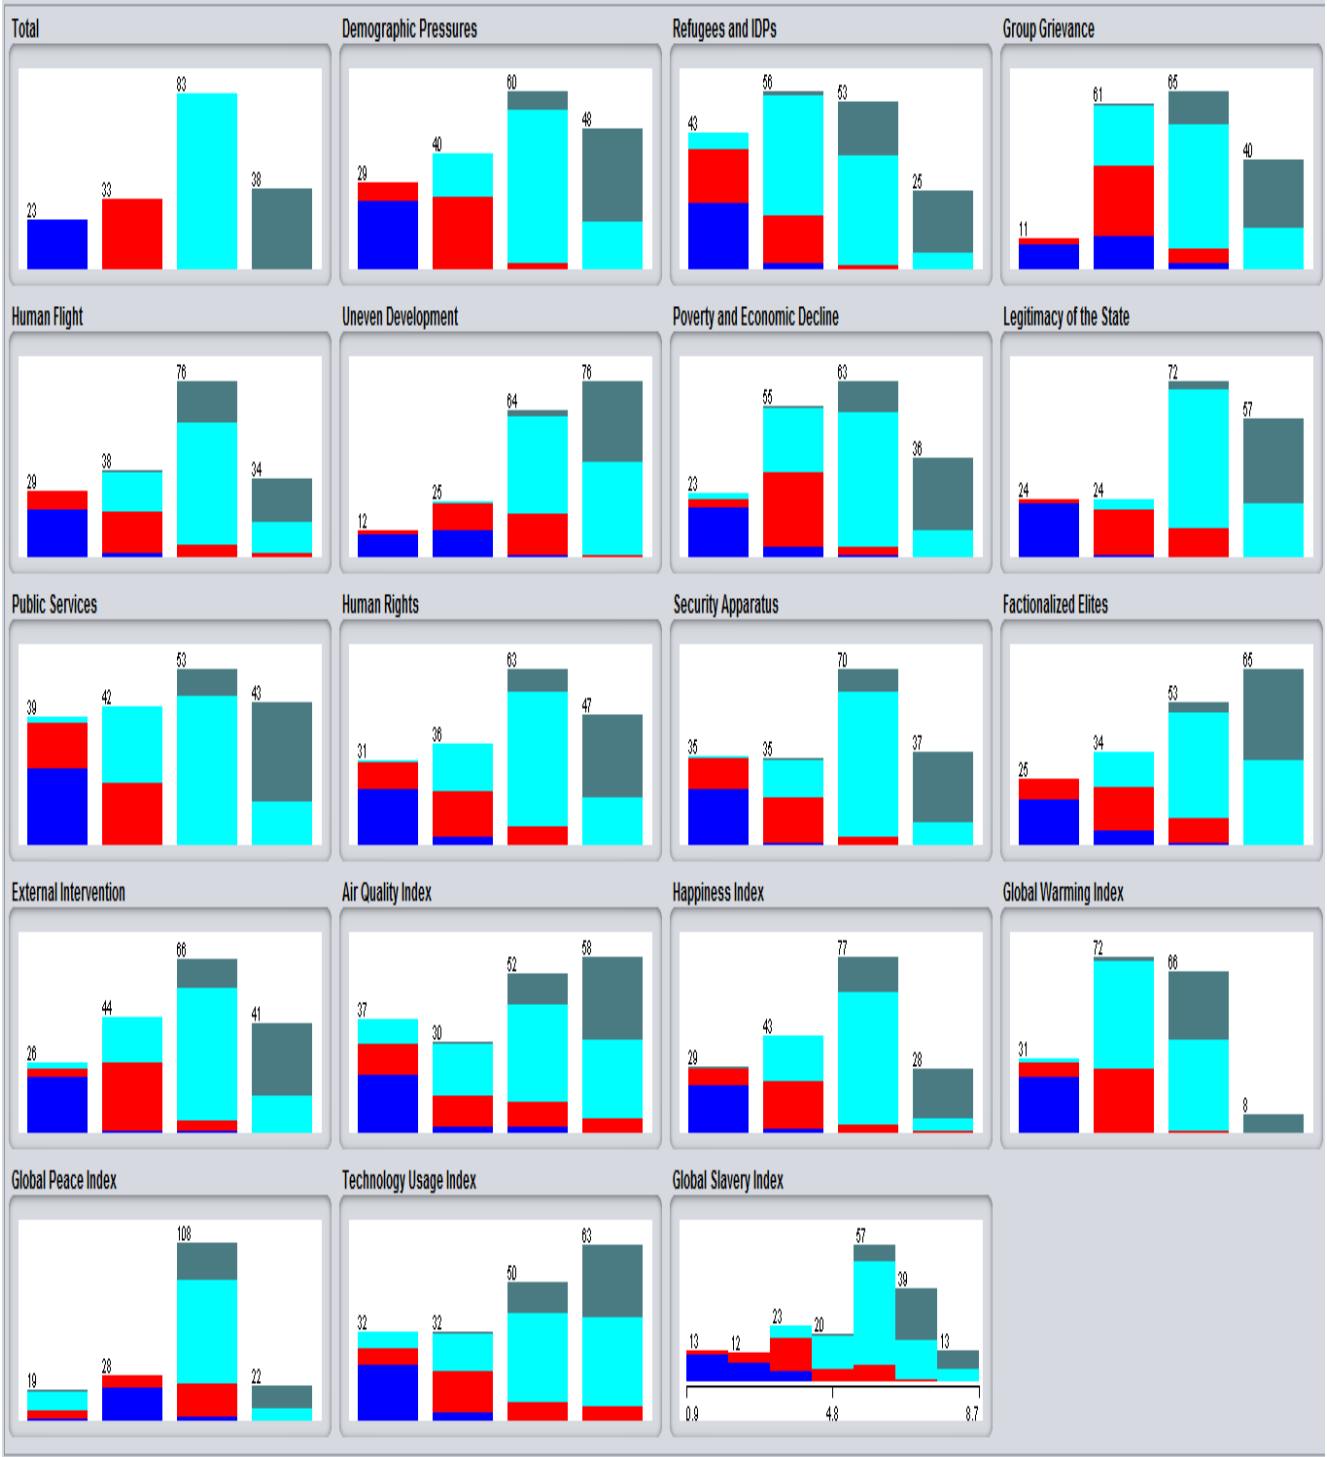 Total
Demographic Pressures
Refugees and IDPs
Group Grievance
23 33 83 38
29 40 60 48
43 56 53 25
11 61 65 40
Human Flight
Uneven Development
Poverty and Economic Decline
Legitimacy of the State
29 38 76 34
12 25 64 76
23 55 63 36
24 24 72 57
Public Services
Human Rights
Security Apparatus
Factionalized Elites
39 42 53 43
31 36 63 47
35 35 70 37
25 34 53 65
External Intervention
Air Quality Index
Happiness Index
Global Warming Index
26 44 66 41
37 30 52 58
29 43 77 28
31 72 66 8
Global Peace Index
Technology Usage Index
Global Slavery Index
19 28 108 22
32 32 50 63
13 12 23 20 57 39 13
0.9 4.8 8.7